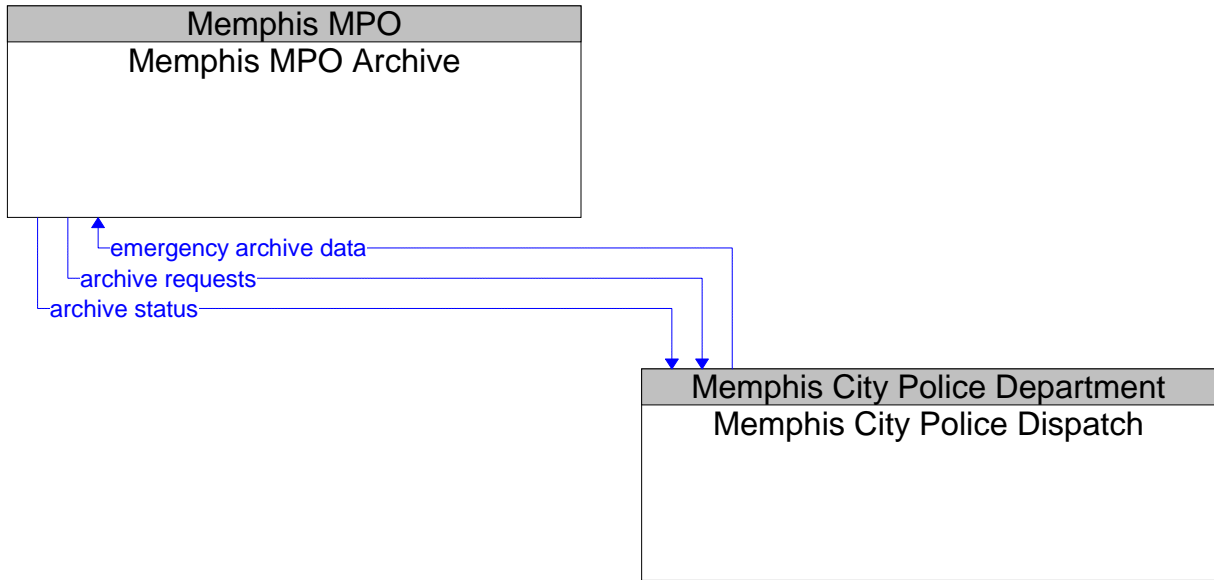 Memphis MPO
Memphis MPO Archive
emergency archive data
archive requests
archive status
Memphis City Police Department
Memphis City Police Dispatch